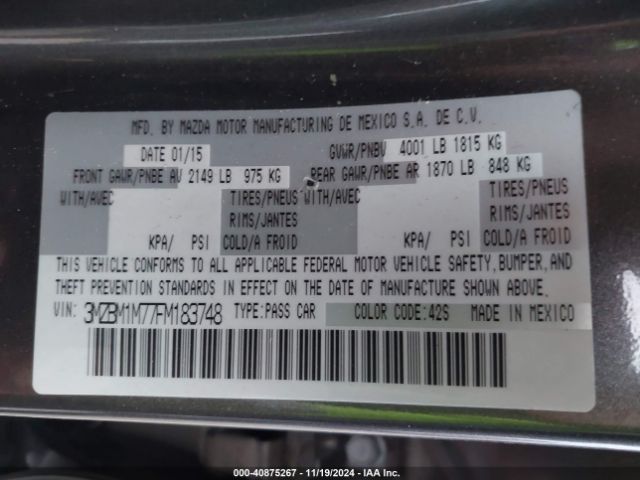 MFD. BY MAZDA MOTOR MANUFACTURING DE MEXICO S.A. DE C.V.
DATE 01/15 GVWR/PNBV 4001 LB 1815 KG
FRONT GAWR/PNBE AV 2149 LB 975 KG REAR GAWR/PNBE AR 1870 LB 848 KG
WITH/AVEC TIRES/PNEUS WITH/AVEC TIRES/PNEUS
RIMS/JANTES RIMS/JANTES
KPA/ PSI COLD/A FROID KPA/ PSI COLD/A FROID
THIS VEHICLE CONFORMS TO ALL APPLICABLE FEDERAL MOTOR VEHICLE SAFETY, BUMPER, AND
THEFT PREVENTION STANDARDS IN EFFECT ON THE DATE OF MANUFACTURE SHOWN ABOVE.
VIN: 3MZBM1M77FM183748 TYPE:PASS CAR COLOR CODE:42S MADE IN MEXICO
000-40875267 - 11/19/2024 - IAA Inc.